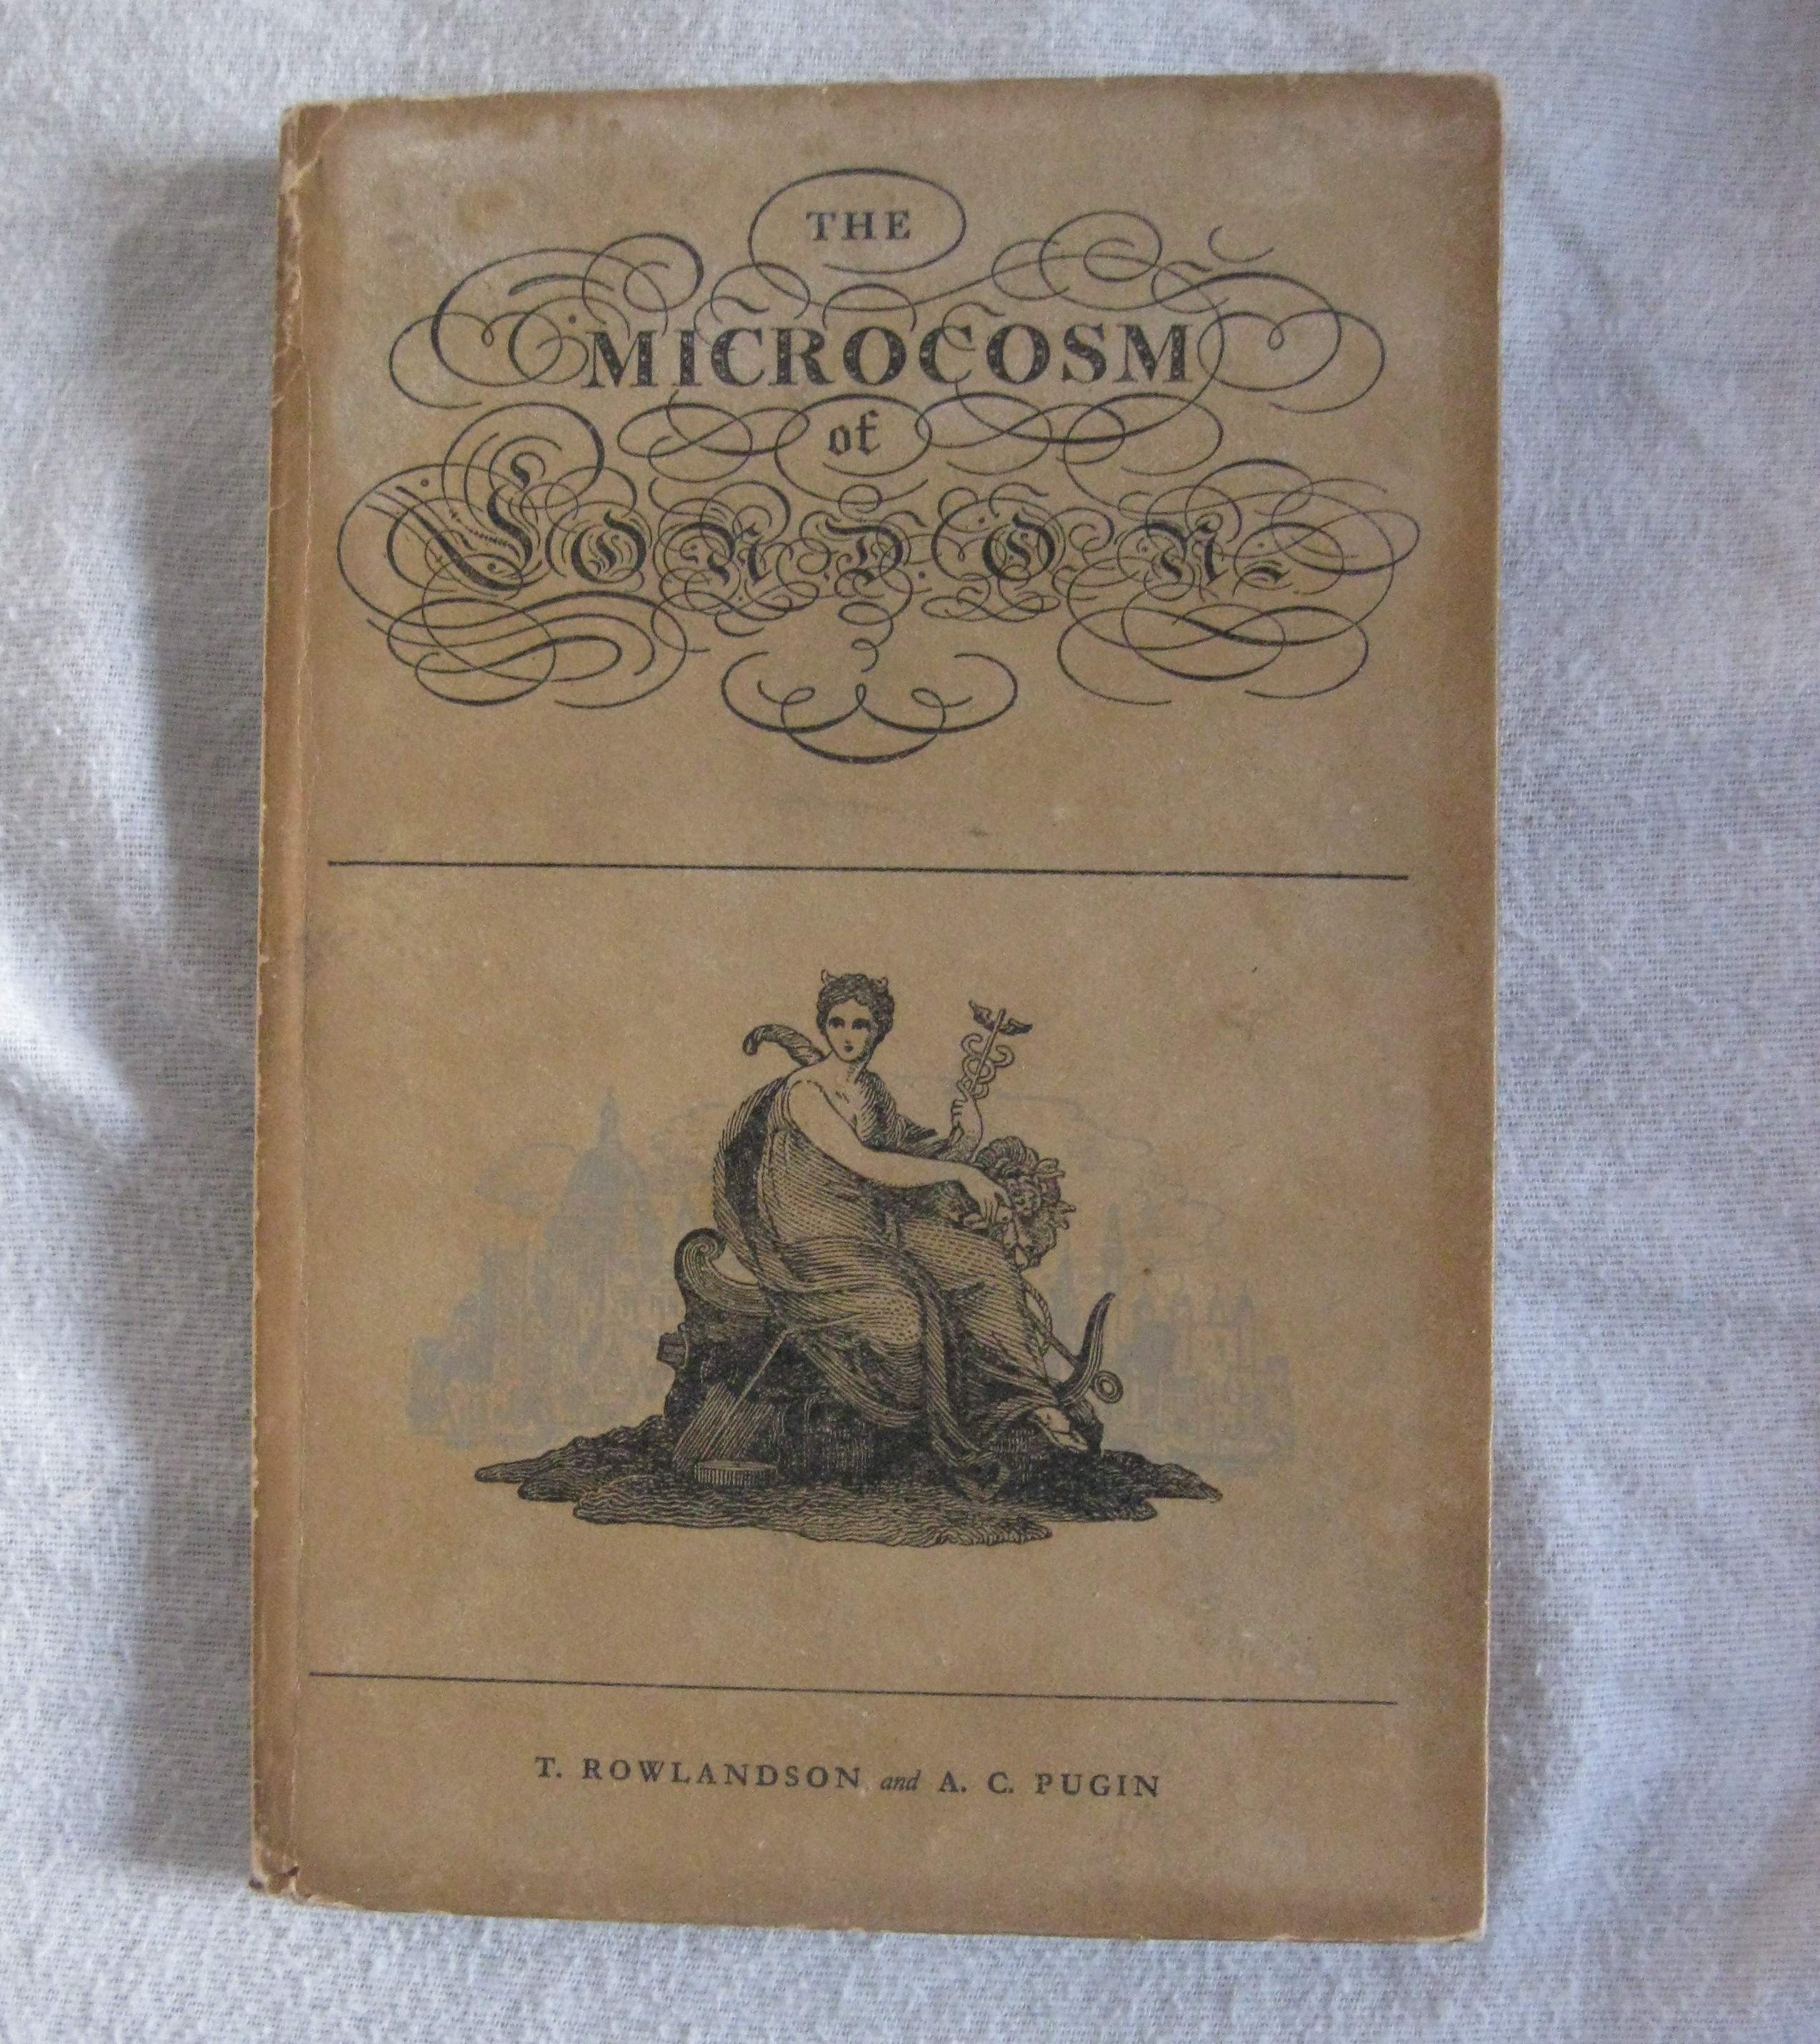 THE
MICROCOSM
of
LONDON
T. ROWLANDSON and A. C. PUGIN